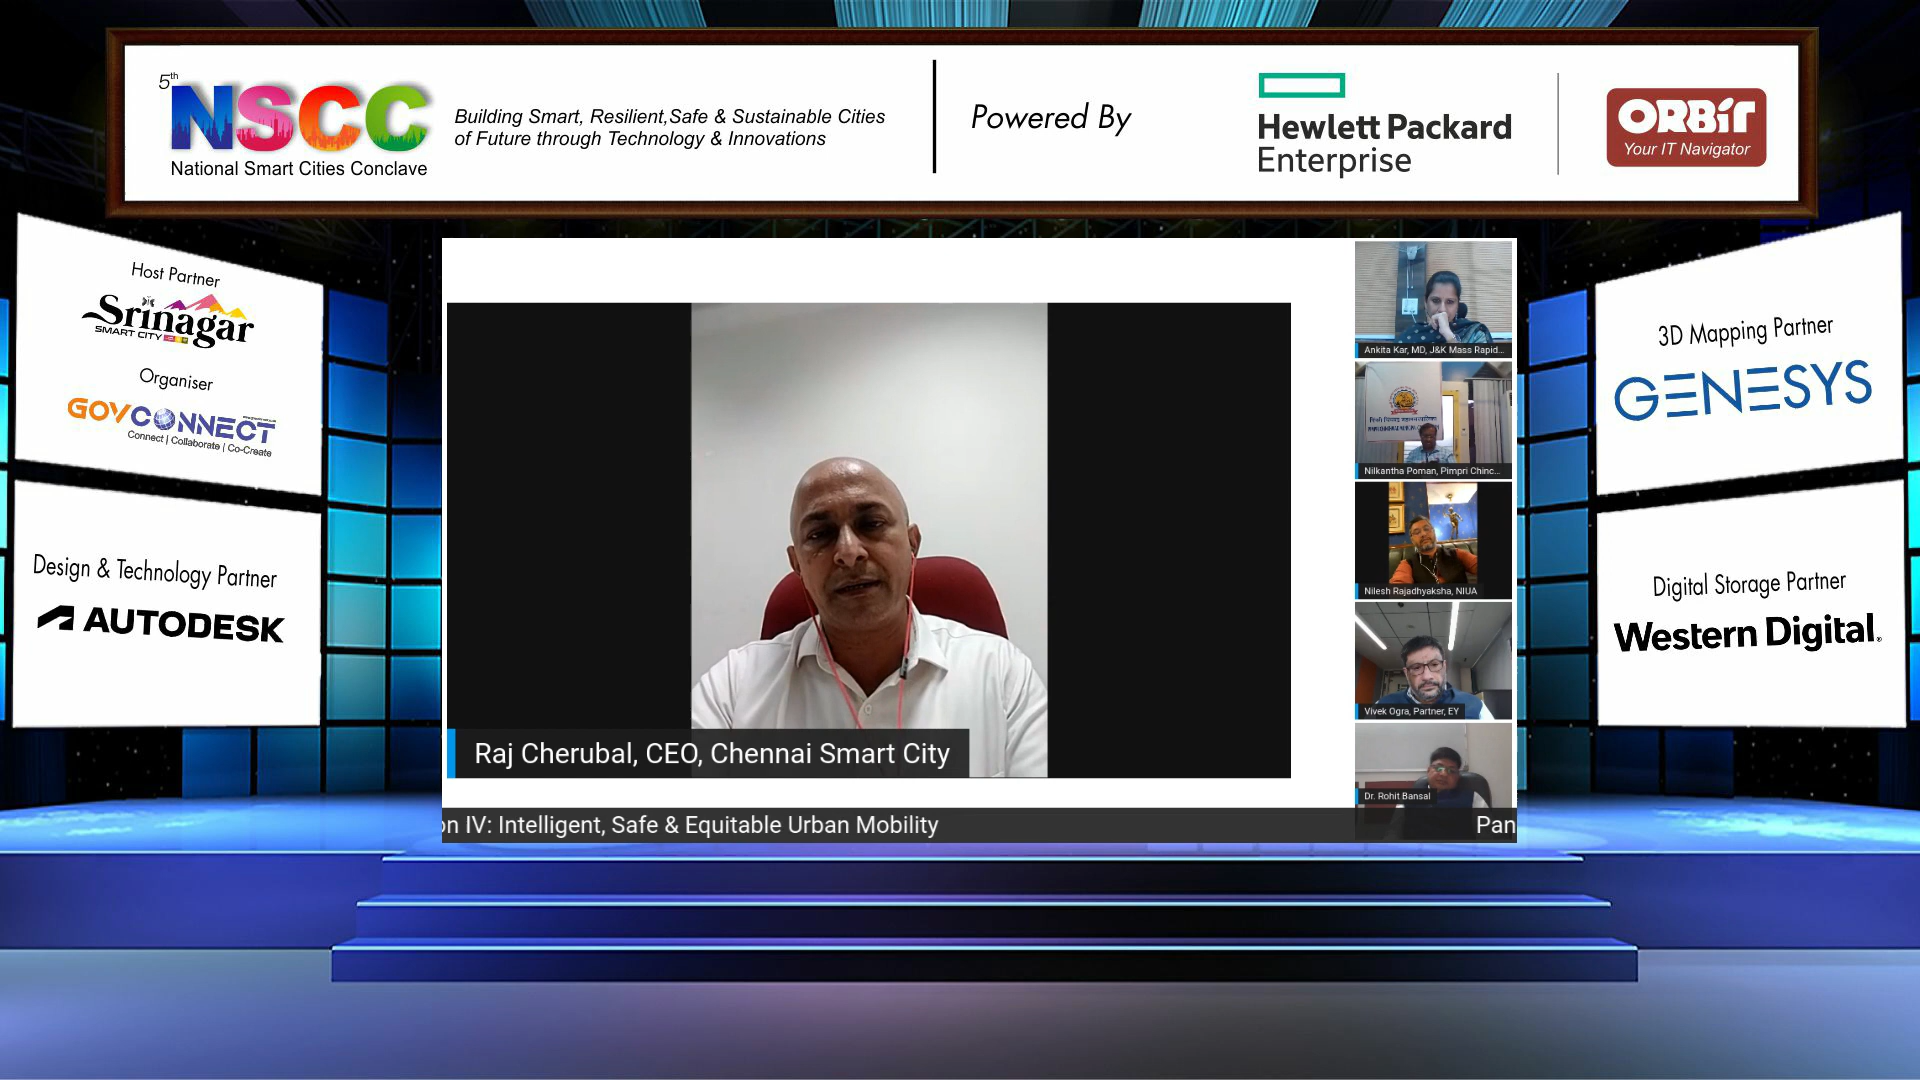 5th
NSCC
National Smart Cities Conclave
Building Smart, Resilient,Safe & Sustainable Cities
of Future through Technology & Innovations
Powered By
Hewlett Packard
Enterprise
ORBIT
Your IT Navigator
Host Partner
Srinagar
SMART CITY
Organiser
GOVCONNECT
Connect | Collaborate | Co-Create
Design & Technology Partner
AUTODESK
Raj Cherubal, CEO, Chennai Smart City
on IV: Intelligent, Safe & Equitable Urban Mobility
Pan
Ankita Kar, MD, J&K Mass Rapid...
Nilkantha Poman, Pimpri Chinc...
Nilesh Rajadhyaksha, NIUA
Vivek Ogra, Partner, EY
Dr. Rohit Bansal
3D Mapping Partner
GENESYS
Digital Storage Partner
Western Digital.